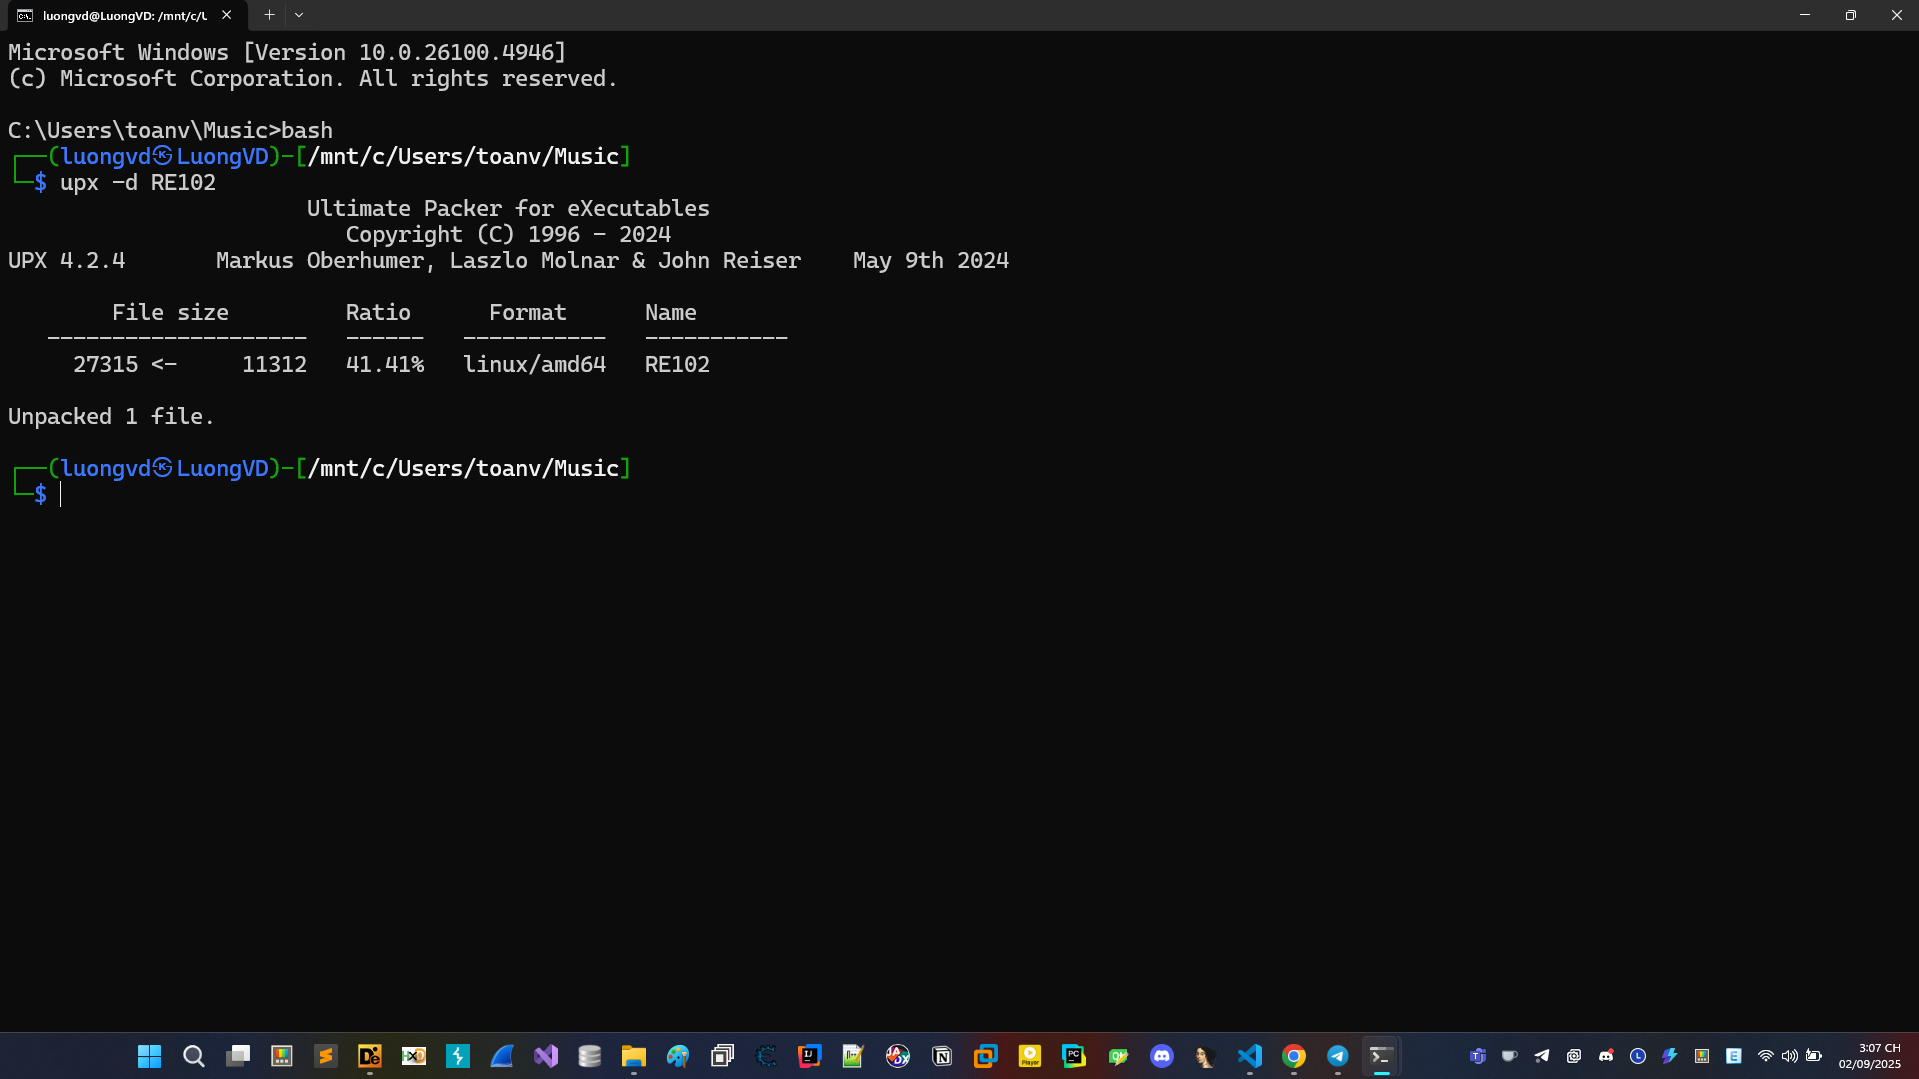 luongvd@LuongVD: /mnt/c/U
Microsoft Windows [Version 10.0.26100.4946]
(c) Microsoft Corporation. All rights reserved.
C:\Users\toanv\Music>bash
┌──(luongvd㉿LuongVD)-[/mnt/c/Users/toanv/Music]
└─$ upx -d RE102
Ultimate Packer for eXecutables
Copyright (C) 1996 - 2024
UPX 4.2.4 Markus Oberhumer, Laszlo Molnar & John Reiser May 9th 2024
File size Ratio Format Name
-------------------- ------ ----------- -----------
27315 <- 11312 41.41% linux/amd64 RE102
Unpacked 1 file.
┌──(luongvd㉿LuongVD)-[/mnt/c/Users/toanv/Music]
└─$
3:07 CH
02/09/2025